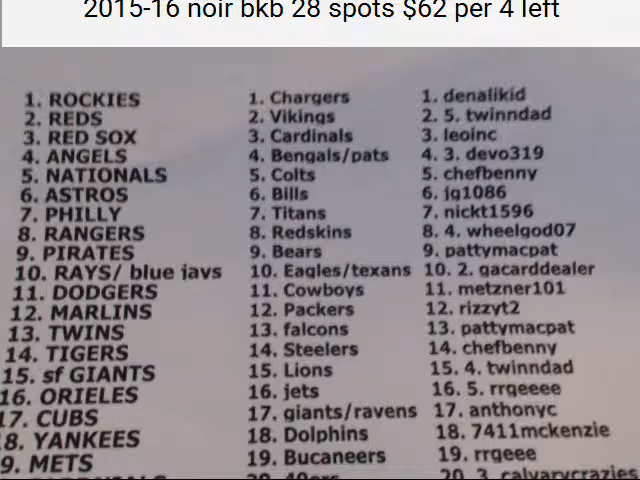 2015-16 noir bkb 28 spots $62 per 4 left
1. ROCKIES
2. REDS
3. RED SOX
4. ANGELS
5. NATIONALS
6. ASTROS
7. PHILLY
8. RANGERS
9. PIRATES
10. RAYS/ blue javs
11. DODGERS
12. MARLINS
13. TWINS
14. TIGERS
15. sf GIANTS
16. ORIELES
17. CUBS
8. YANKEES
9. METS
1. Chargers
2. Vikings
3. Cardinals
4. Bengals/pats
5. Colts
6. Bills
7. Titans
8. Redskins
9. Bears
10. Eagles/texans
11. Cowboys
12. Packers
13. falcons
14. Steelers
15. Lions
16. jets
17. giants/ravens
18. Dolphins
19. Bucaneers
20. 49ers
1. denalikid
2. 5. twinndad
3. leoinc
4. 3. devo319
5. chefbenny
6. jg1086
7. nickt1596
8. 4. wheelgod07
9. pattymacpat
10. 2. gacarddealer
11. metzner101
12. rizzyt2
13. pattymacpat
14. chefbenny
15. 4. twinndad
16. 5. rrgeeee
17. anthonyc
18. 7411mckenzie
19. rrgeee
20. 3. calvarycrazies